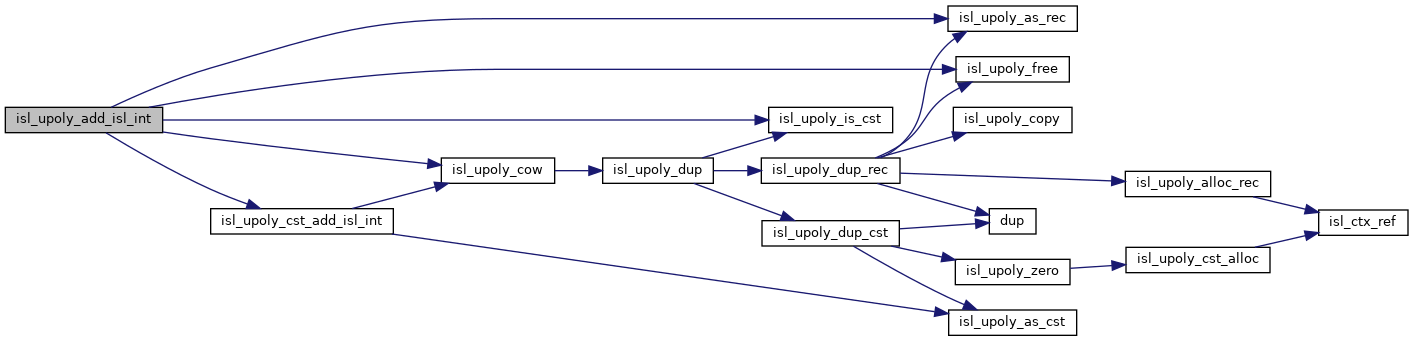 isl_upoly_as_rec
isl_upoly_free
isl_upoly_add_isl_int
isl_upoly_is_cst
isl_upoly_copy
isl_upoly_cow
isl_upoly_dup
isl_upoly_dup_rec
isl_upoly_alloc_rec
isl_upoly_cst_add_isl_int
dup
isl_ctx_ref
isl_upoly_dup_cst
isl_upoly_zero
isl_upoly_cst_alloc
isl_upoly_as_cst